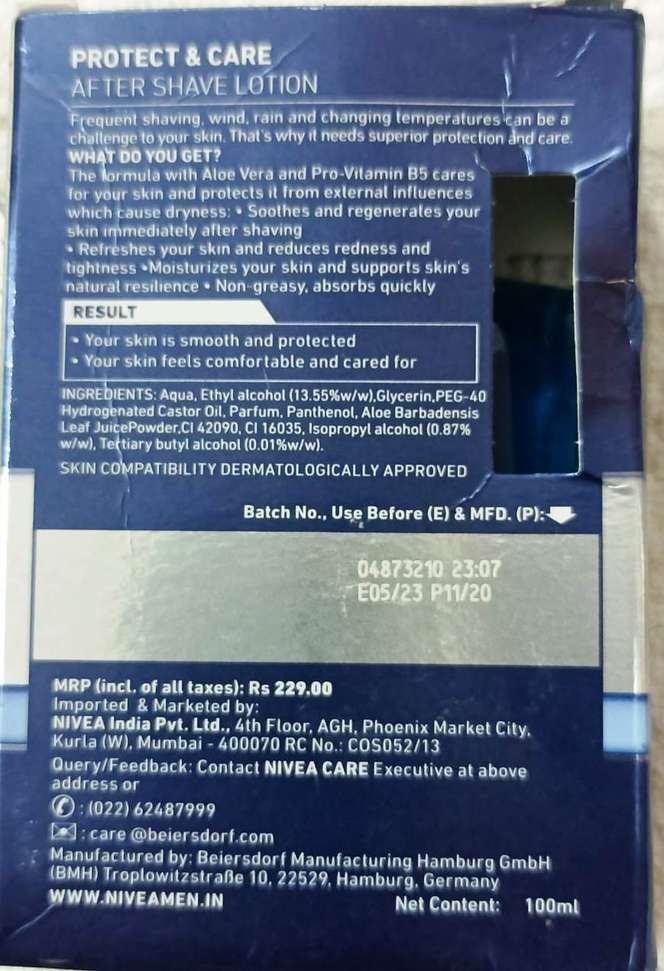 PROTECT & CARE
AFTER SHAVE LOTION
Frequent shaving, wind, rain and changing temperatures can be a
challenge to your skin. That's why it needs superior protection and care.
WHAT DO YOU GET?
The formula with Aloe Vera and Pro-Vitamin B5 cares
for your skin and protects it from external influences
which cause dryness: • Soothes and regenerates your
skin immediately after shaving
• Refreshes your skin and reduces redness and
tightness •Moisturizes your skin and supports skin's
natural resilience • Non-greasy, absorbs quickly
RESULT
• Your skin is smooth and protected
• Your skin feels comfortable and cared for
INGREDIENTS: Aqua, Ethyl alcohol (13.55%w/w),Glycerin,PEG-40
Hydrogenated Castor Oil, Parfum, Panthenol, Aloe Barbadensis
Leaf JuicePowder,CI 42090, CI 16035, Isopropyl alcohol (0.87%
w/w), Tertiary butyl alcohol (0.01%w/w).
SKIN COMPATIBILITY DERMATOLOGICALLY APPROVED
Batch No., Use Before (E) & MFD. (P):
04873210 23:07
E05/23 P11/20
MRP (incl. of all taxes): Rs 229.00
Imported & Marketed by:
NIVEA India Pvt. Ltd., 4th Floor, AGH, Phoenix Market City,
Kurla (W), Mumbai - 400070 RC No.: COS052/13
Query/Feedback: Contact NIVEA CARE Executive at above
address or
: (022) 62487999
: care @beiersdorf.com
Manufactured by: Beiersdorf Manufacturing Hamburg GmbH
(BMH) Troplowitzstraße 10, 22529, Hamburg, Germany
WWW.NIVEAMEN.IN
Net Content: 100ml